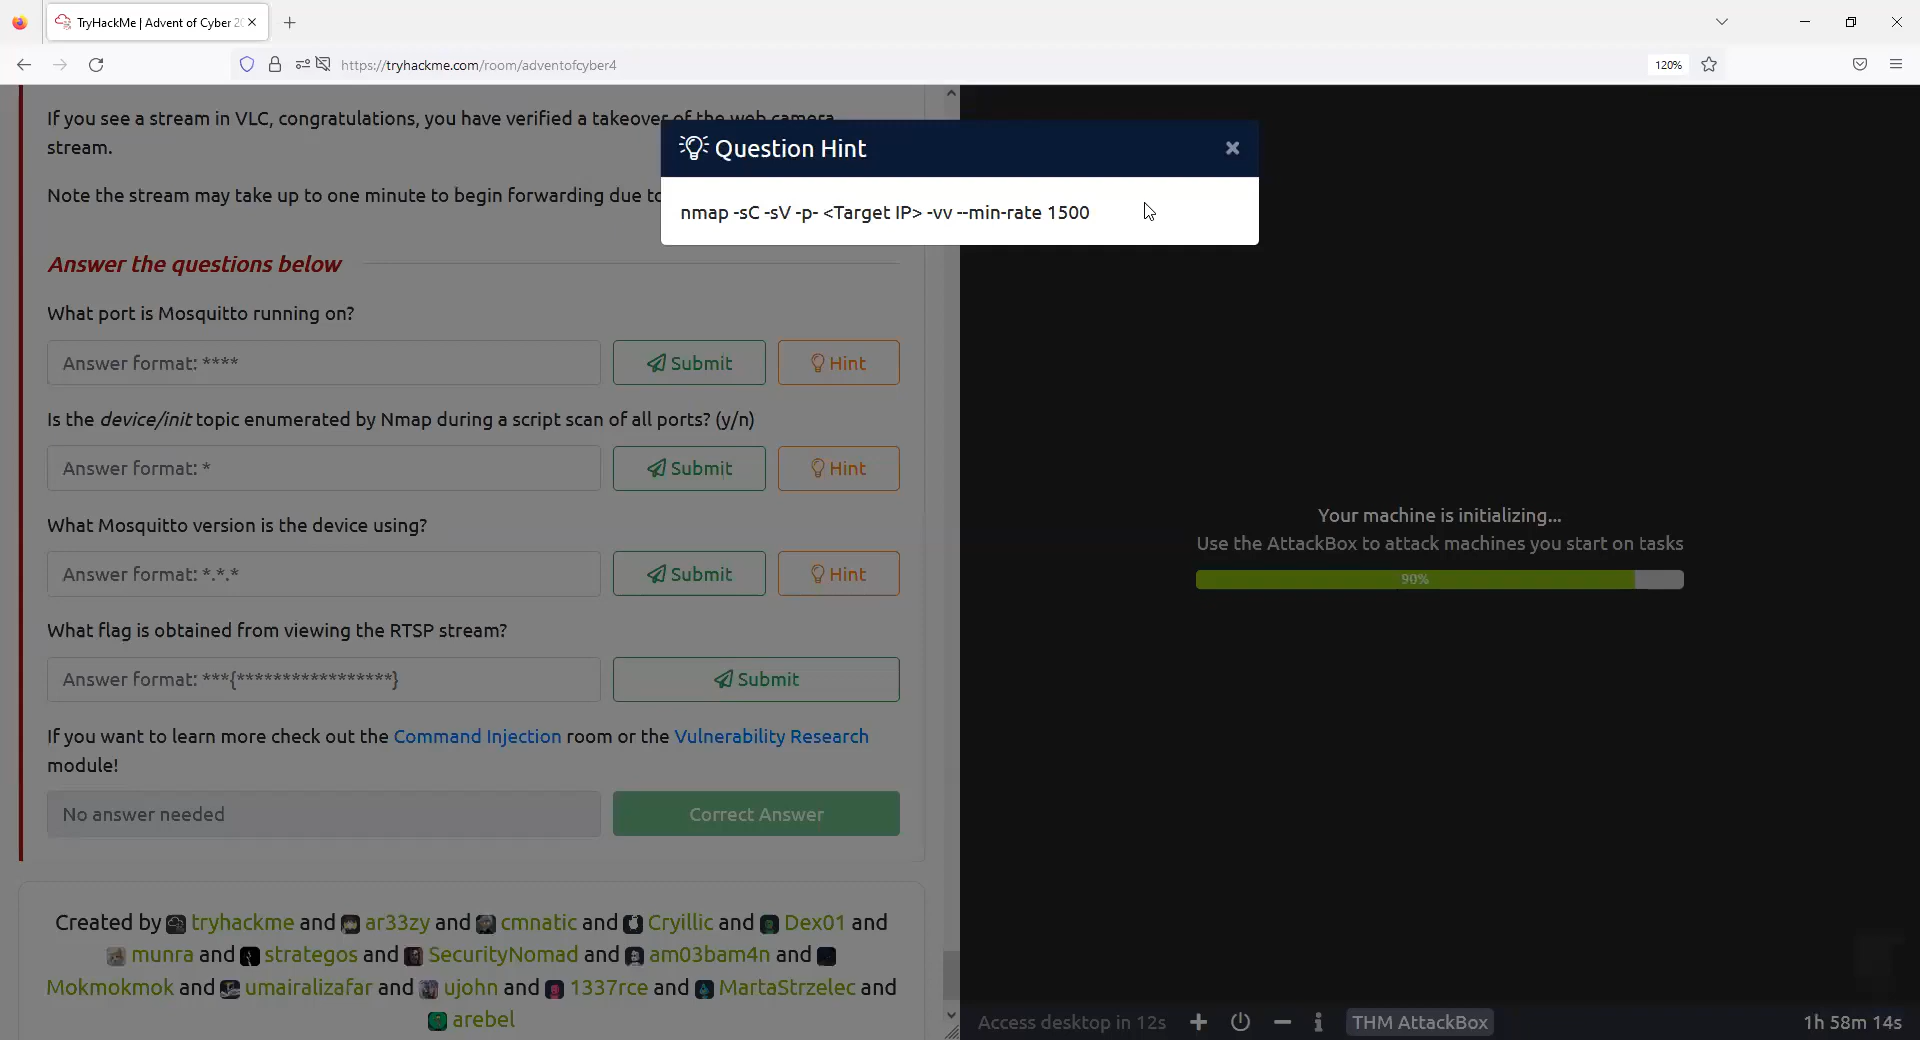 TryHackMe | Advent of Cyber 20
https://tryhackme.com/room/adventofcyber4
120%
If you see a stream in VLC, congratulations, you have verified a takeover of the web camera
stream.
Note the stream may take up to one minute to begin forwarding due to
Question Hint
nmap -sC -sV -p- <Target IP> -vv --min-rate 1500
Answer the questions below
What port is Mosquitto running on?
Answer format: **** Submit Hint
Is the device/init topic enumerated by Nmap during a script scan of all ports? (y/n)
Answer format: * Submit Hint
What Mosquitto version is the device using?
Answer format: *.*.* Submit Hint
What flag is obtained from viewing the RTSP stream?
Answer format: ***{*****************} Submit
If you want to learn more check out the Command Injection room or the Vulnerability Research
module!
No answer needed Correct Answer
Created by tryhackme and ar33zy and cmnatic and Cryillic and Dex01 and
munra and strategos and SecurityNomad and am03bam4n and
Mokmokmok and umairalizafar and ujohn and 1337rce and MartaStrzelec and
arebel
Your machine is initializing...
Use the AttackBox to attack machines you start on tasks
90%
Access desktop in 12s THM AttackBox 1h 58m 14s